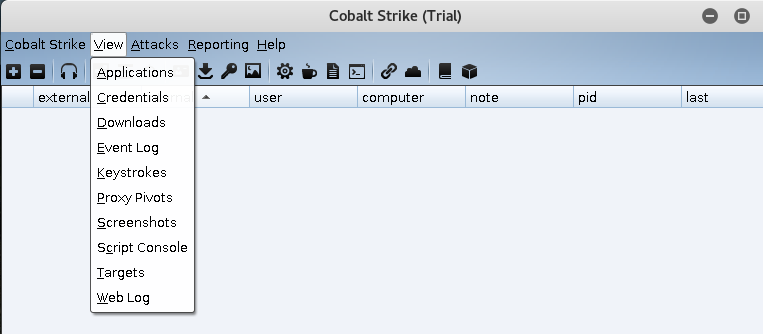 Cobalt Strike (Trial)
Cobalt Strike View Attacks Reporting Help
external user computer note pid last
Applications
Credentials
Downloads
Event Log
Keystrokes
Proxy Pivots
Screenshots
Script Console
Targets
Web Log